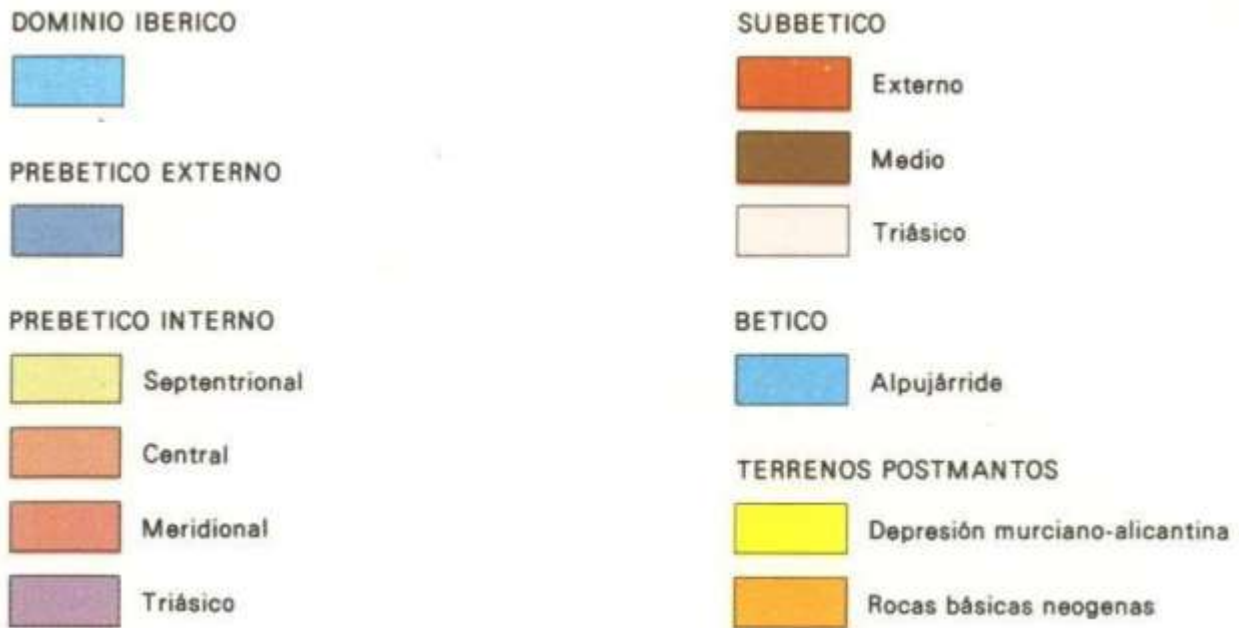 DOMINIO IBERICO
PREBETICO EXTERNO
PREBETICO INTERNO
Septentrional
Central
Meridional
Triásico
SUBBETICO
Externo
Medio
Triásico
BETICO
Alpujárride
TERRENOS POSTMANTOS
Depresión murciano-alicantina
Rocas básicas neogenas